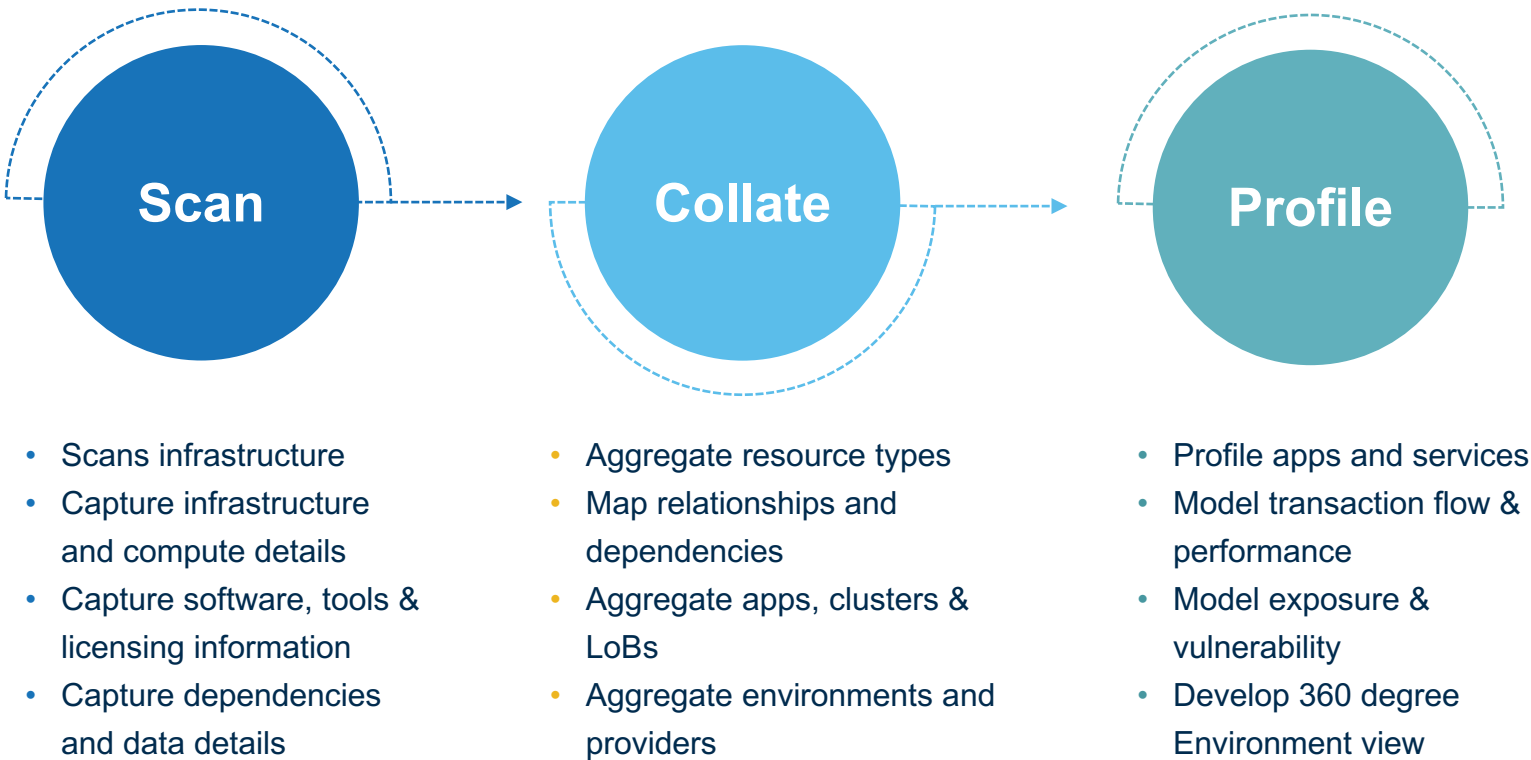 Scan
• Scans infrastructure
• Capture infrastructure
and compute details
• Capture software, tools &
licensing information
• Capture dependencies
and data details
Collate
• Aggregate resource types
• Map relationships and
dependencies
• Aggregate apps, clusters &
LoBs
• Aggregate environments and
providers
Profile
• Profile apps and services
• Model transaction flow &
performance
• Model exposure &
vulnerability
• Develop 360 degree
Environment view